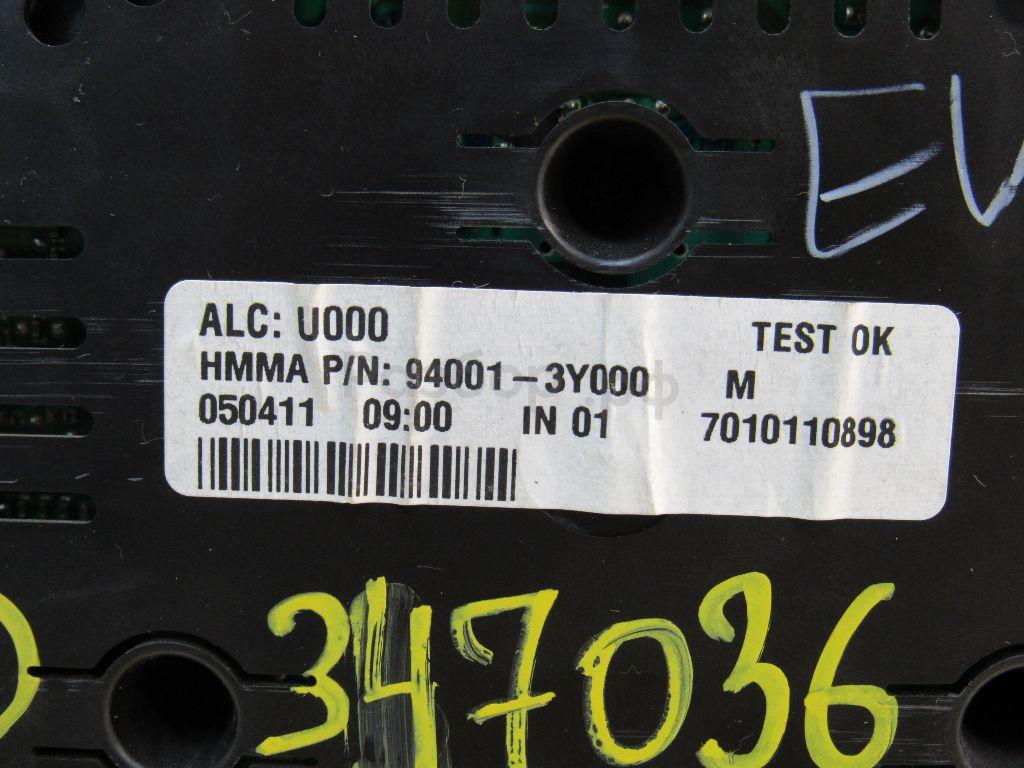 EV
ALC: U000 TEST OK
HMMA P/N: 94001-3Y000 M
050411 09:00 IN 01 7010110898
347036